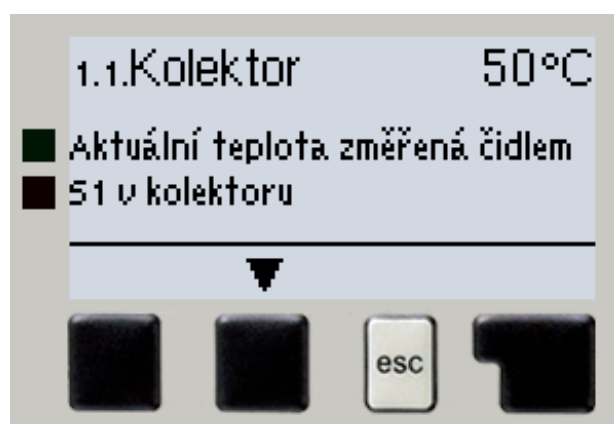 1.1.Kolektor 50°C
Aktuální teplota změřená čidlem
S1 v kolektoru
esc